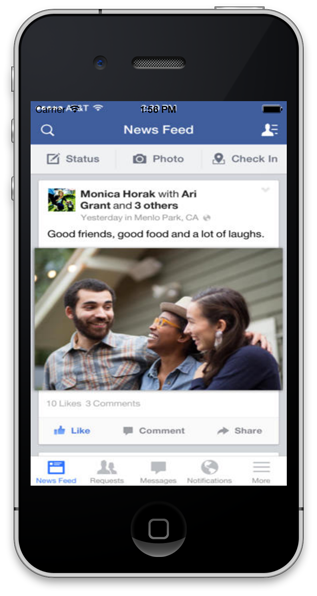 1:56 PM
News Feed
Status Photo Check In
Monica Horak with Ari
Grant and 3 others
Yesterday in Menlo Park, CA
Good friends, good food and a lot of laughs.
10 Likes 3 Comments
Like Comment Share
News Feed Requests Messages Notifications More